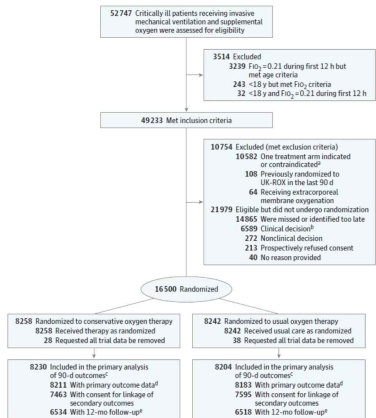 52747 Critically ill patients receiving invasive
mechanical ventilation and supplemental
oxygen were assessed for eligibility
3514 Excluded
3239 FIO2 = 0.21 during first 12 h but
met age criteria
243 <18 y but met FIO2 criteria
32 <18 y and FIO2 = 0.21 during first 12 h
49233 Met inclusion criteria
10754 Excluded (met exclusion criteria)
10582 One treatment arm indicated
or contraindicatedᵃ
108 Previously randomized to
UK-ROX in the last 90 d
64 Receiving extracorporeal
membrane oxygenation
21979 Eligible but did not undergo randomization
14865 Were missed or identified too late
6589 Clinical decisionᵇ
272 Nonclinical decision
213 Prospectively refused consent
40 No reason provided
16500 Randomized
8258 Randomized to conservative oxygen therapy
8258 Received therapy as randomized
28 Requested all trial data be removed
8242 Randomized to usual oxygen therapy
8242 Received usual care as randomized
38 Requested all trial data be removed
8230 Included in the primary analysis
of 90-d outcomesᶜ
8211 With primary outcome dataᵈ
7463 With consent for linkage of
secondary outcomes
6534 With 12-mo follow-upᵉ
8204 Included in the primary analysis
of 90-d outcomesᶜ
8183 With primary outcome dataᵈ
7595 With consent for linkage of
secondary outcomes
6518 With 12-mo follow-upᵉ